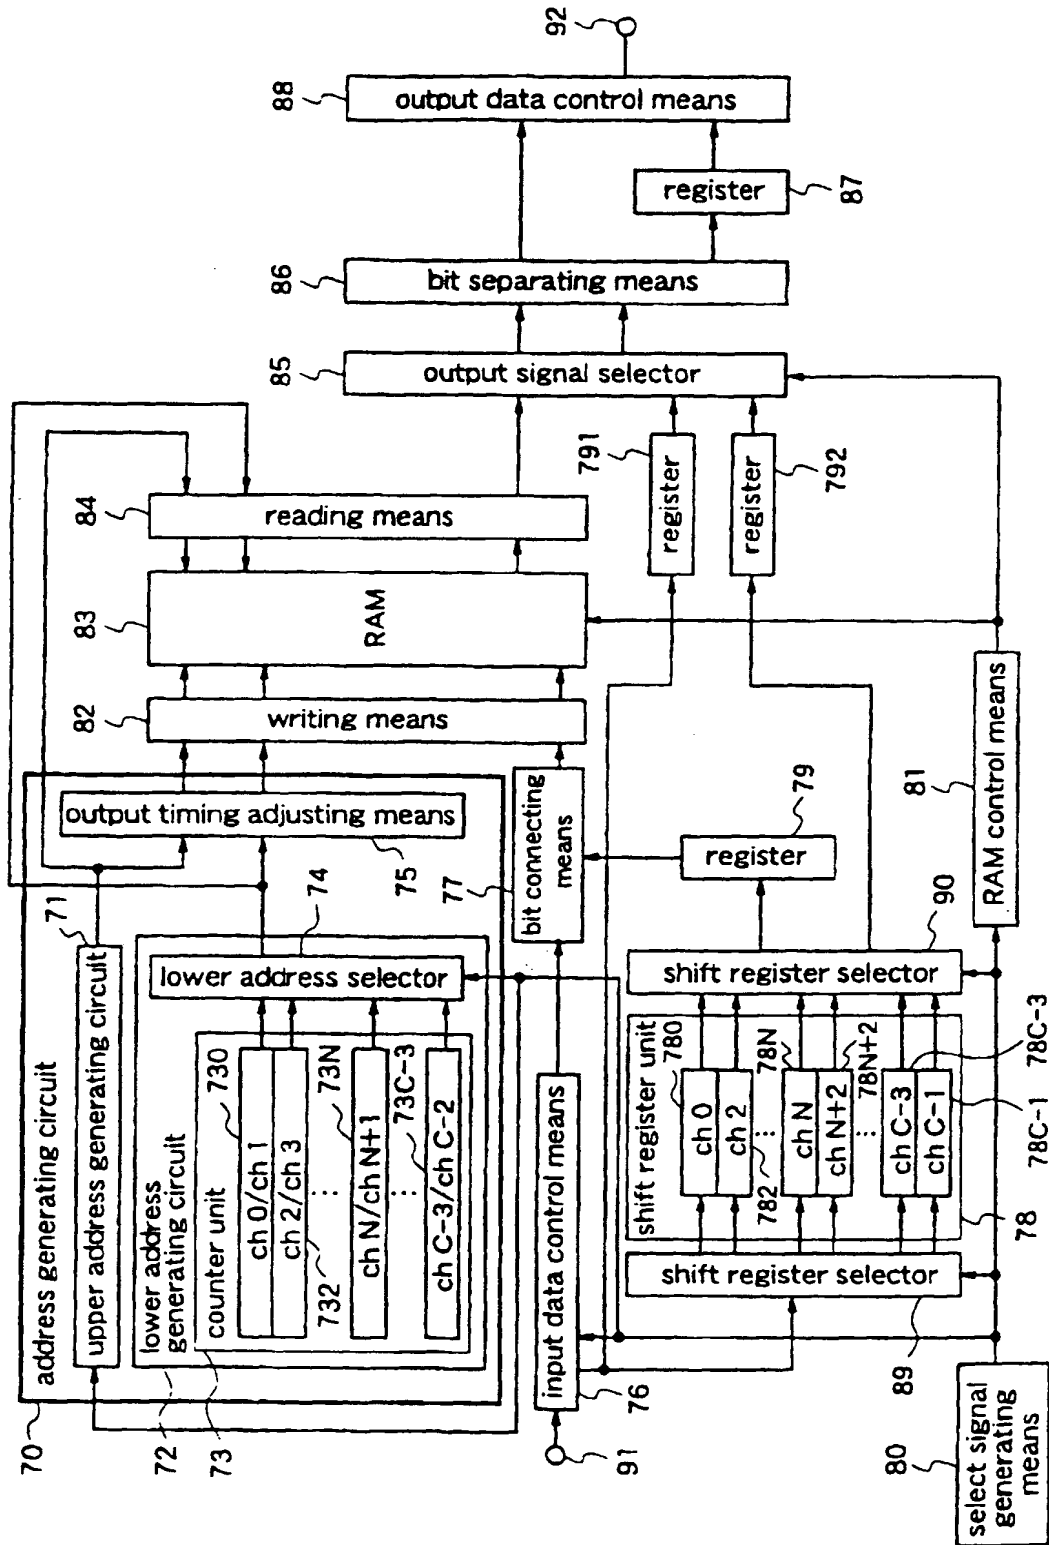 70
address generating circuit
71
upper address generating circuit
72
lower address
generating circuit
73
counter unit
730
ch 0/ch 1
ch 2/ch 3
732
⋮
73N
ch N/ch N+1
⋮
73C-3
ch C-3/ch C-2
74
lower address selector
output timing adjusting means
75
82
writing means
83
RAM
84
reading means
91
input data control means
76
77
bit connecting
means
79
register
80
select signal
generating
means
89
shift register selector
78
shift register unit
780
ch 0
ch 2
782
⋮
78N
ch N
ch N+2
78N+2
⋮
ch C-3
ch C-1
78C-3
78C-1
90
shift register selector
81
RAM control means
791
register
register
792
85
output signal selector
86
bit separating means
register
87
88
output data control means
92